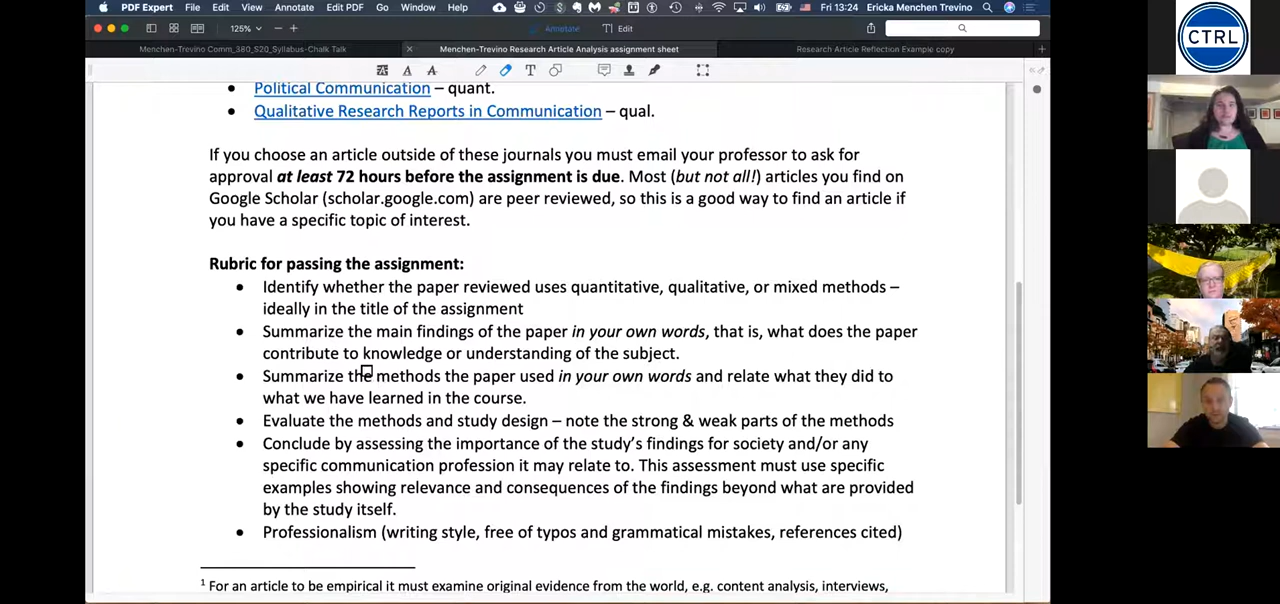 PDF Expert File Edit View Annotate Edit PDF Go Window Help Fri 13:24 Ericka Menchen Trevino
125% Annotate Edit
Menchen-Trevino Comm_380_S20_Syllabus-Chalk Talk
Menchen-Trevino Research Article Analysis assignment sheet
Research Article Reflection Example copy
• Political Communication – quant.
• Qualitative Research Reports in Communication – qual.
If you choose an article outside of these journals you must email your professor to ask for
approval at least 72 hours before the assignment is due. Most (but not all!) articles you find on
Google Scholar (scholar.google.com) are peer reviewed, so this is a good way to find an article if
you have a specific topic of interest.
Rubric for passing the assignment:
• Identify whether the paper reviewed uses quantitative, qualitative, or mixed methods –
ideally in the title of the assignment
• Summarize the main findings of the paper in your own words, that is, what does the paper
contribute to knowledge or understanding of the subject.
• Summarize the methods the paper used in your own words and relate what they did to
what we have learned in the course.
• Evaluate the methods and study design – note the strong & weak parts of the methods
• Conclude by assessing the importance of the study's findings for society and/or any
specific communication profession it may relate to. This assessment must use specific
examples showing relevance and consequences of the findings beyond what are provided
by the study itself.
• Professionalism (writing style, free of typos and grammatical mistakes, references cited)
1 For an article to be empirical it must examine original evidence from the world, e.g. content analysis, interviews,
CTRL